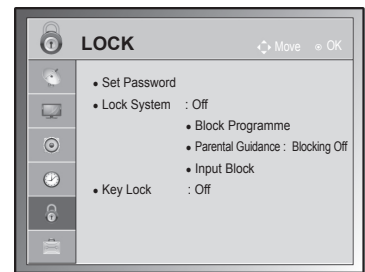 LOCK
Move OK
• Set Password
• Lock System : Off
• Block Programme
• Parental Guidance : Blocking Off
• Input Block
• Key Lock : Off